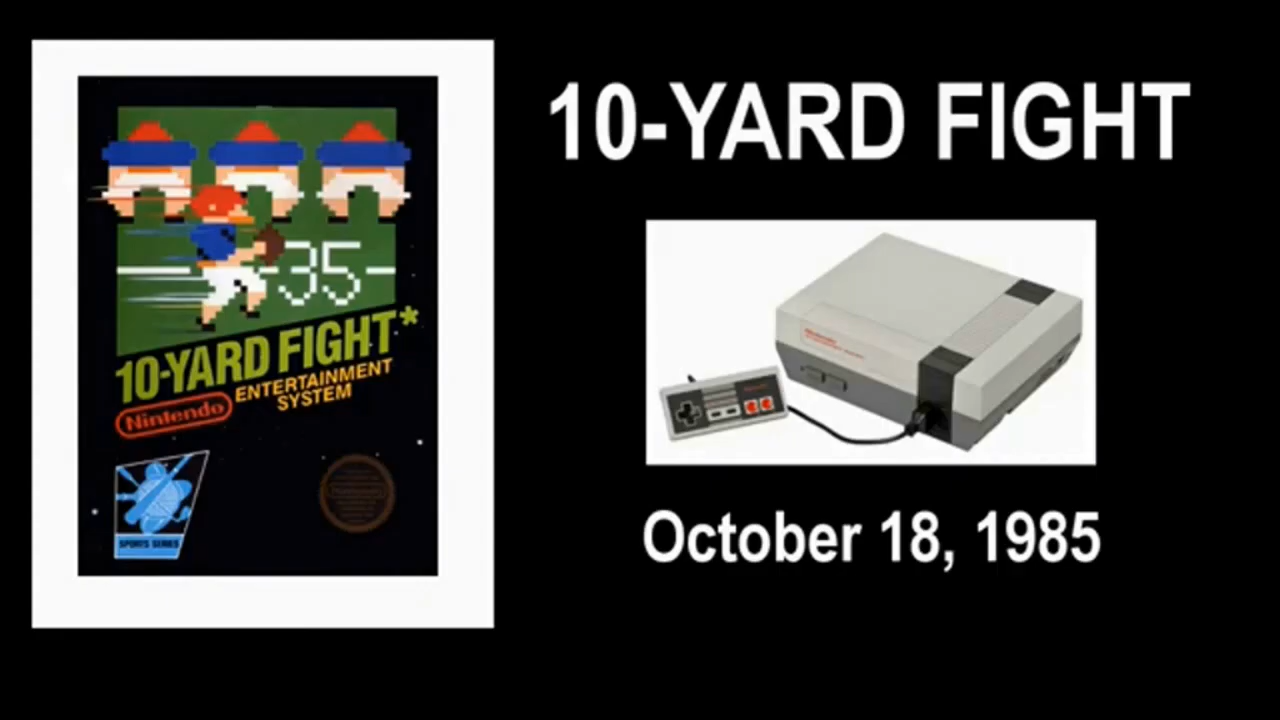 10-YARD FIGHT
35
10-YARD FIGHT*
ENTERTAINMENT
SYSTEM
Nintendo
SPORTS SERIES
October 18, 1985